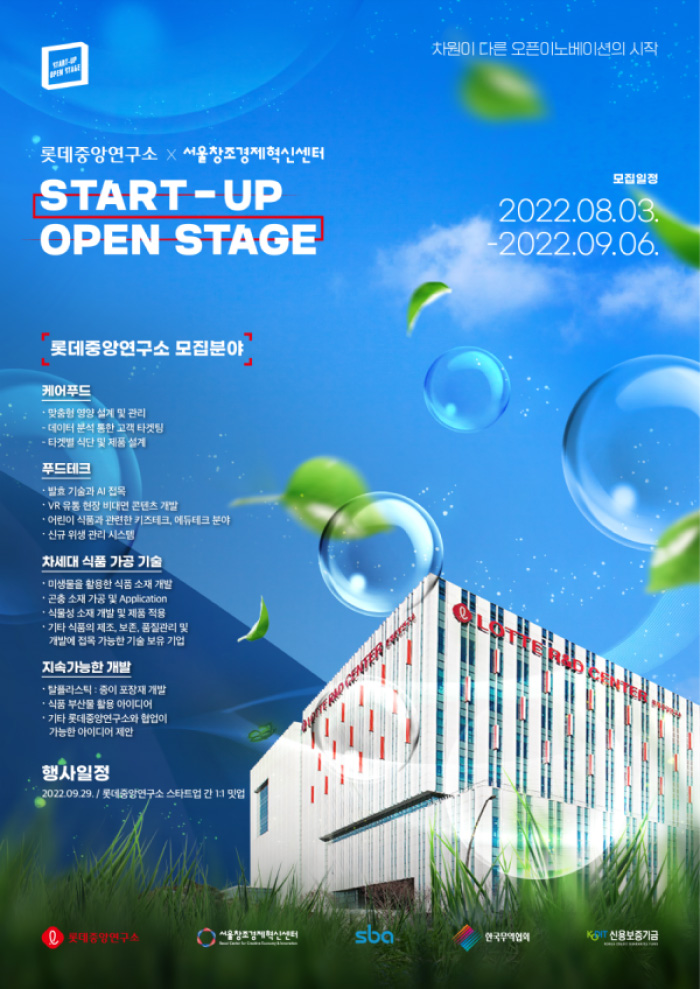 START-UP
OPEN STAGE
차원이 다른 오픈이노베이션의 시작
롯데중앙연구소 x 서울창조경제혁신센터
START-UP
OPEN STAGE
모집일정
2022.08.03.
-2022.09.06.
롯데중앙연구소 모집분야
케어푸드
· 맞춤형 영양 설계 및 관리
· 데이터 분석 통한 고객 타겟팅
· 타겟별 식단 및 제품 설계
푸드테크
· 발효 기술과 AI 접목
· VR 유통 현장 비대면 콘텐츠 개발
· 어린이 식품과 관련한 키즈테크, 에듀테크 분야
· 신규 위생 관리 시스템
차세대 식품 가공 기술
· 미생물을 활용한 식품 소재 개발
· 곤충 소재 가공 및 Application
· 식물성 소재 개발 및 제품 적용
· 기타 식품의 제조, 보존, 품질관리 및
개발에 접목 가능한 기술 보유 기업
지속가능한 개발
· 탈플라스틱 : 종이 포장재 개발
· 식품 부산물 활용 아이디어
· 기타 롯데중앙연구소와 협업이
가능한 아이디어 제안
LOTTE R&D CENTER
LOTTE R&D CENTER
행사일정
2022.09.29. / 롯데중앙연구소 스타트업 간 1:1 밋업
롯데중앙연구소
서울창조경제혁신센터
Seoul Center for Creative Economy & Innovation
sba
한국무역협회
KODIT 신용보증기금